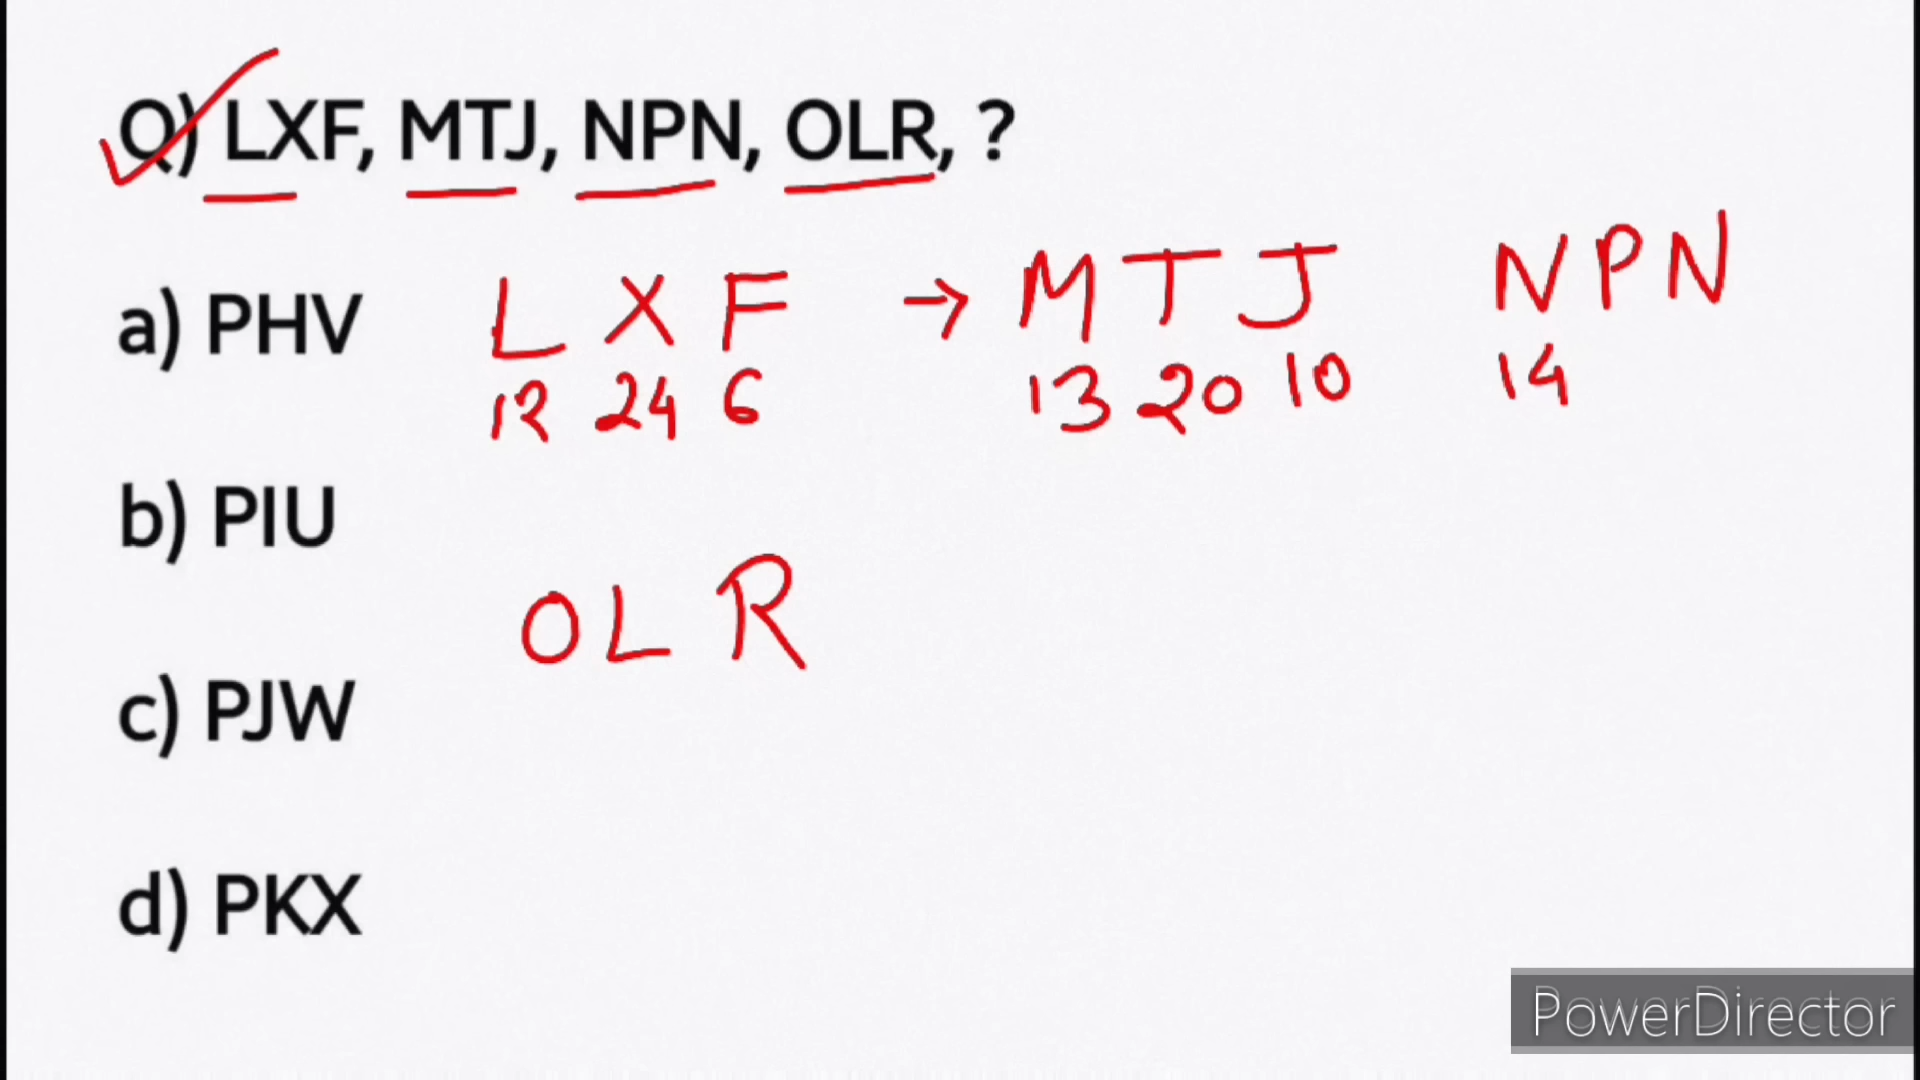 Q) LXF, MTJ, NPN, OLR, ?
a) PHV
L X F → M T J N P N
12 24 6 13 20 10 14
b) PIU
O L R
c) PJW
d) PKX
PowerDirector